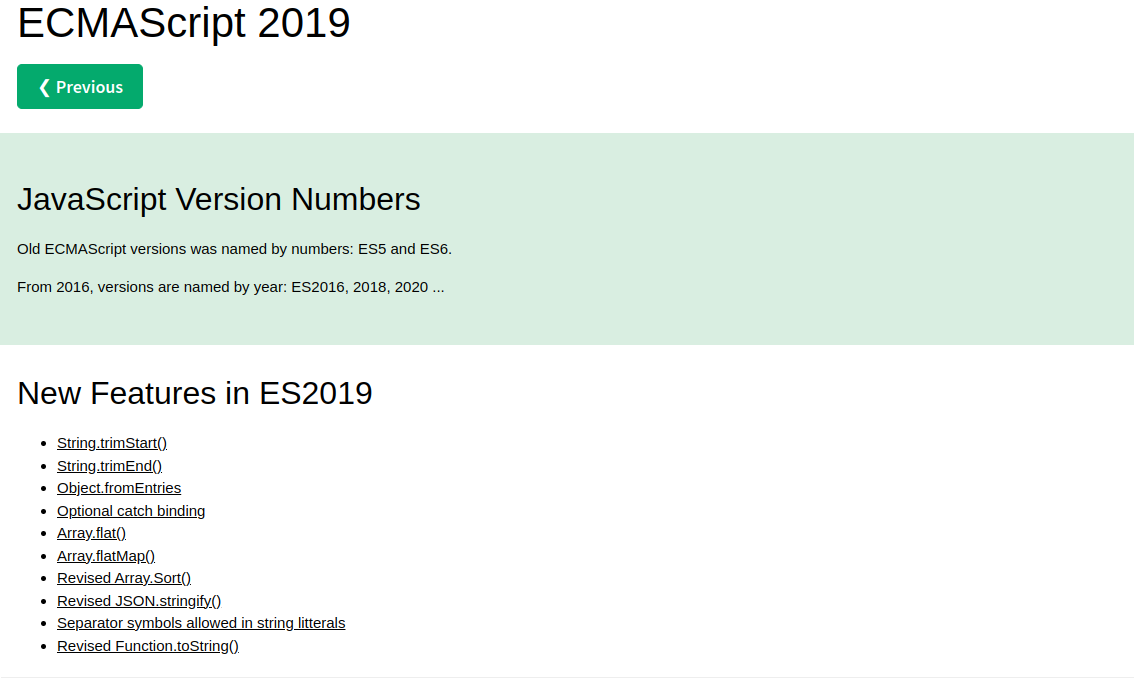 ECMAScript 2019
❮ Previous
JavaScript Version Numbers
Old ECMAScript versions was named by numbers: ES5 and ES6.
From 2016, versions are named by year: ES2016, 2018, 2020 ...
New Features in ES2019
• String.trimStart()
• String.trimEnd()
• Object.fromEntries
• Optional catch binding
• Array.flat()
• Array.flatMap()
• Revised Array.Sort()
• Revised JSON.stringify()
• Separator symbols allowed in string litterals
• Revised Function.toString()